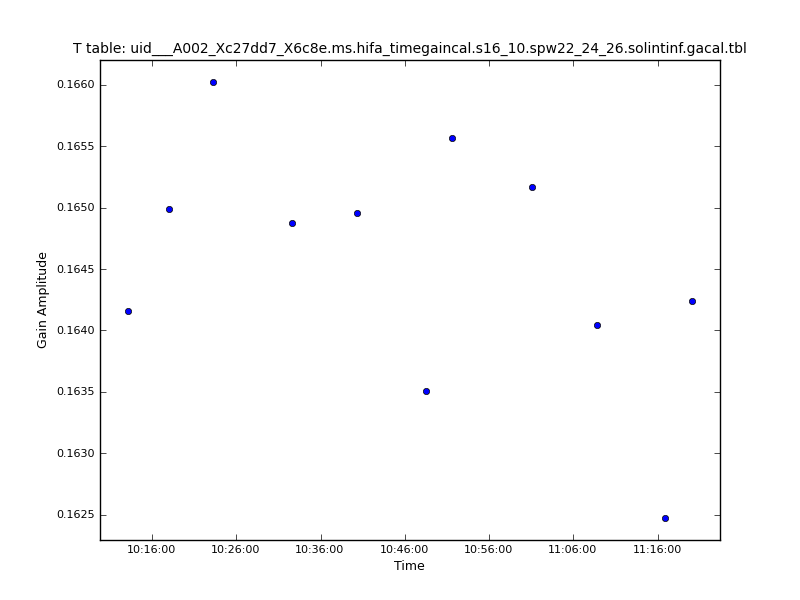 T table: uid___A002_Xc27dd7_X6c8e.ms.hifa_timegaincal.s16_10.spw22_24_26.solintinf.gacal.tbl
0.1660
0.1655
0.1650
0.1645
0.1640
0.1635
0.1630
0.1625
Gain Amplitude
10:16:00 10:26:00 10:36:00 10:46:00 10:56:00 11:06:00 11:16:00
Time